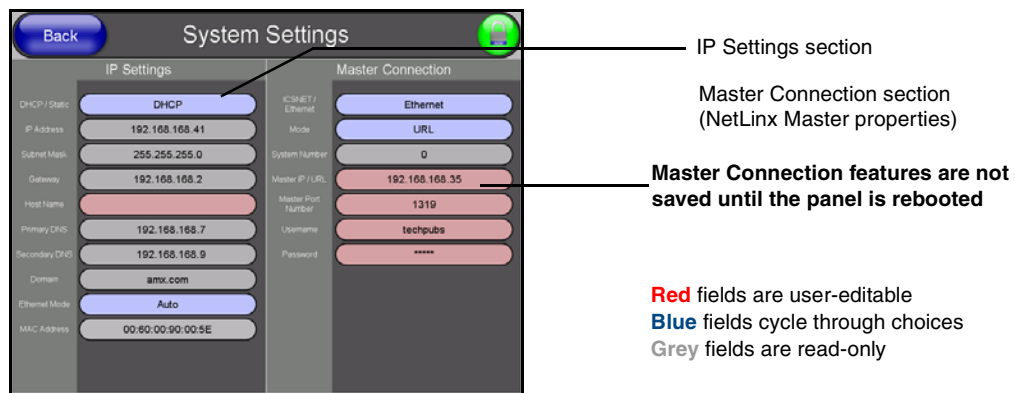 Back
System Settings
IP Settings
Master Connection
DHCP / Static
DHCP
IP Address
192.168.168.41
Subnet Mask
255.255.255.0
Gateway
192.168.168.2
Host Name
Primary DNS
192.168.168.7
Secondary DNS
192.168.168.9
Domain
amx.com
Ethernet Mode
Auto
MAC Address
00:60:00:90:00:5E
ICSNET /
Ethernet
Ethernet
Mode
URL
System Number
0
Master IP / URL
192.168.168.35
Master Port
Number
1319
Username
techpubs
Password
*****
IP Settings section
Master Connection section
(NetLinx Master properties)
Master Connection features are not
saved until the panel is rebooted
Red fields are user-editable
Blue fields cycle through choices
Grey fields are read-only